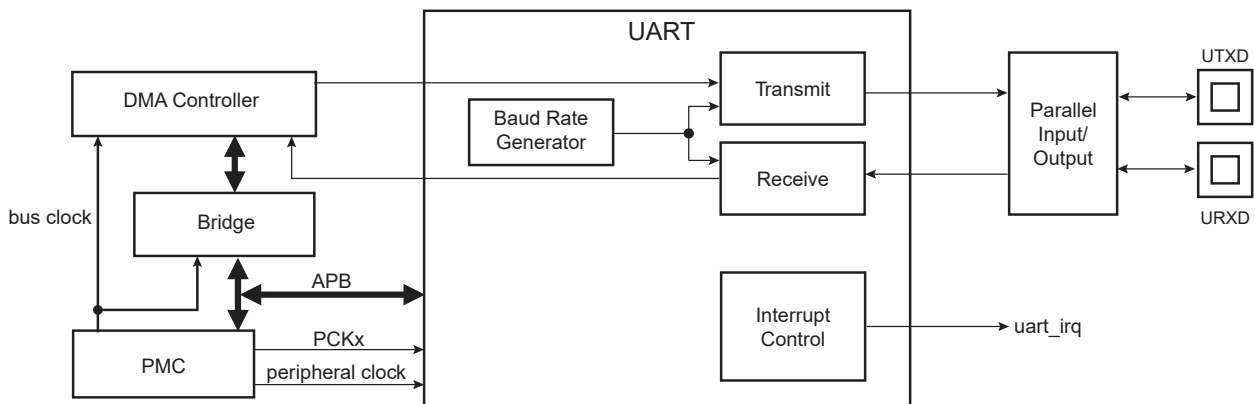 UART
DMA Controller
Transmit
UTXD
Baud Rate
Generator
Parallel
Input/
Output
Receive
bus clock
Bridge
URXD
APB
Interrupt
Control
uart_irq
PCKx
PMC
peripheral clock